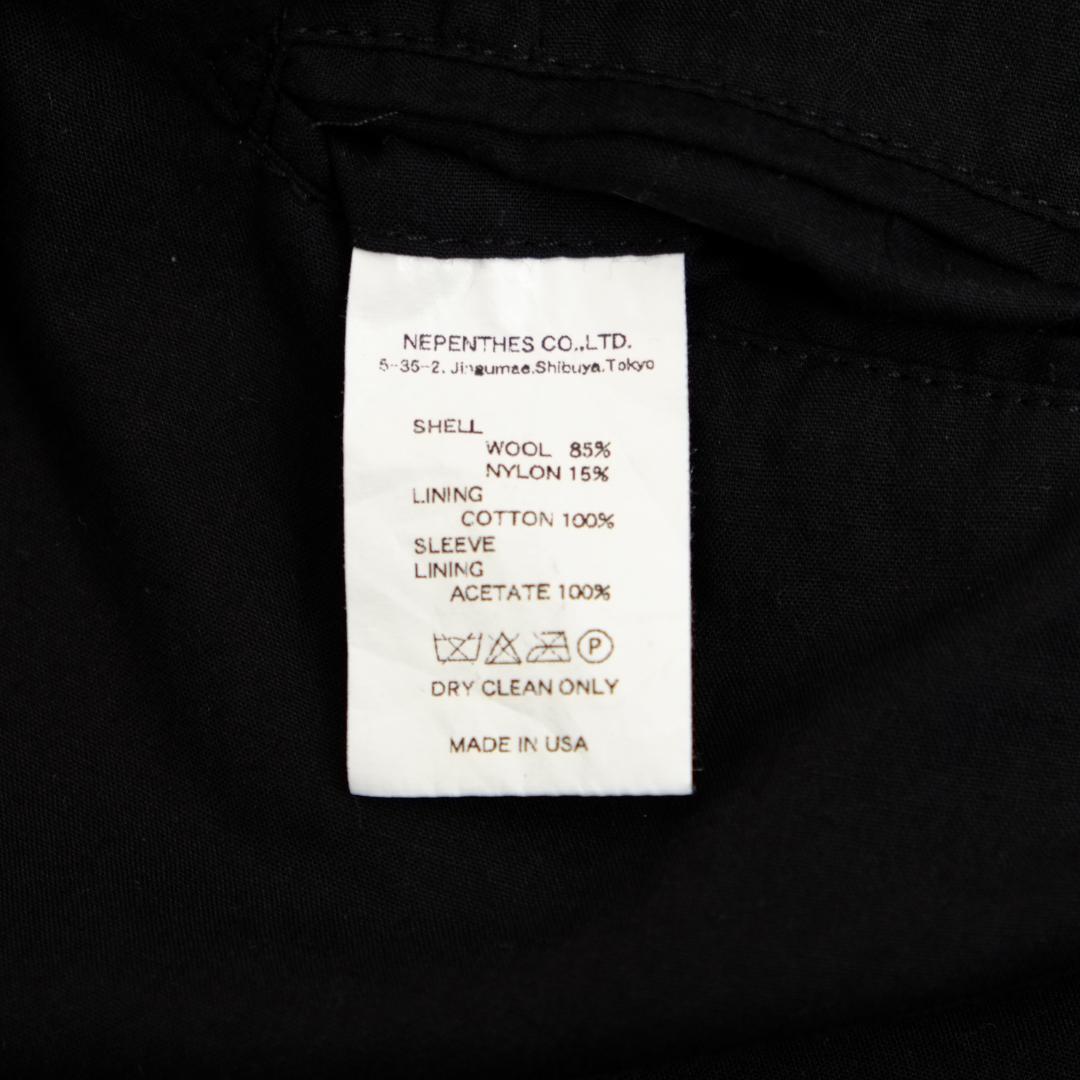 NEPENTHES CO.,LTD.
5-35-2. Jingumae.Shibuya.Tokyo
SHELL
WOOL 85%
NYLON 15%
LINING
COTTON 100%
SLEEVE
LINING
ACETATE 100%
P
DRY CLEAN ONLY
MADE IN USA